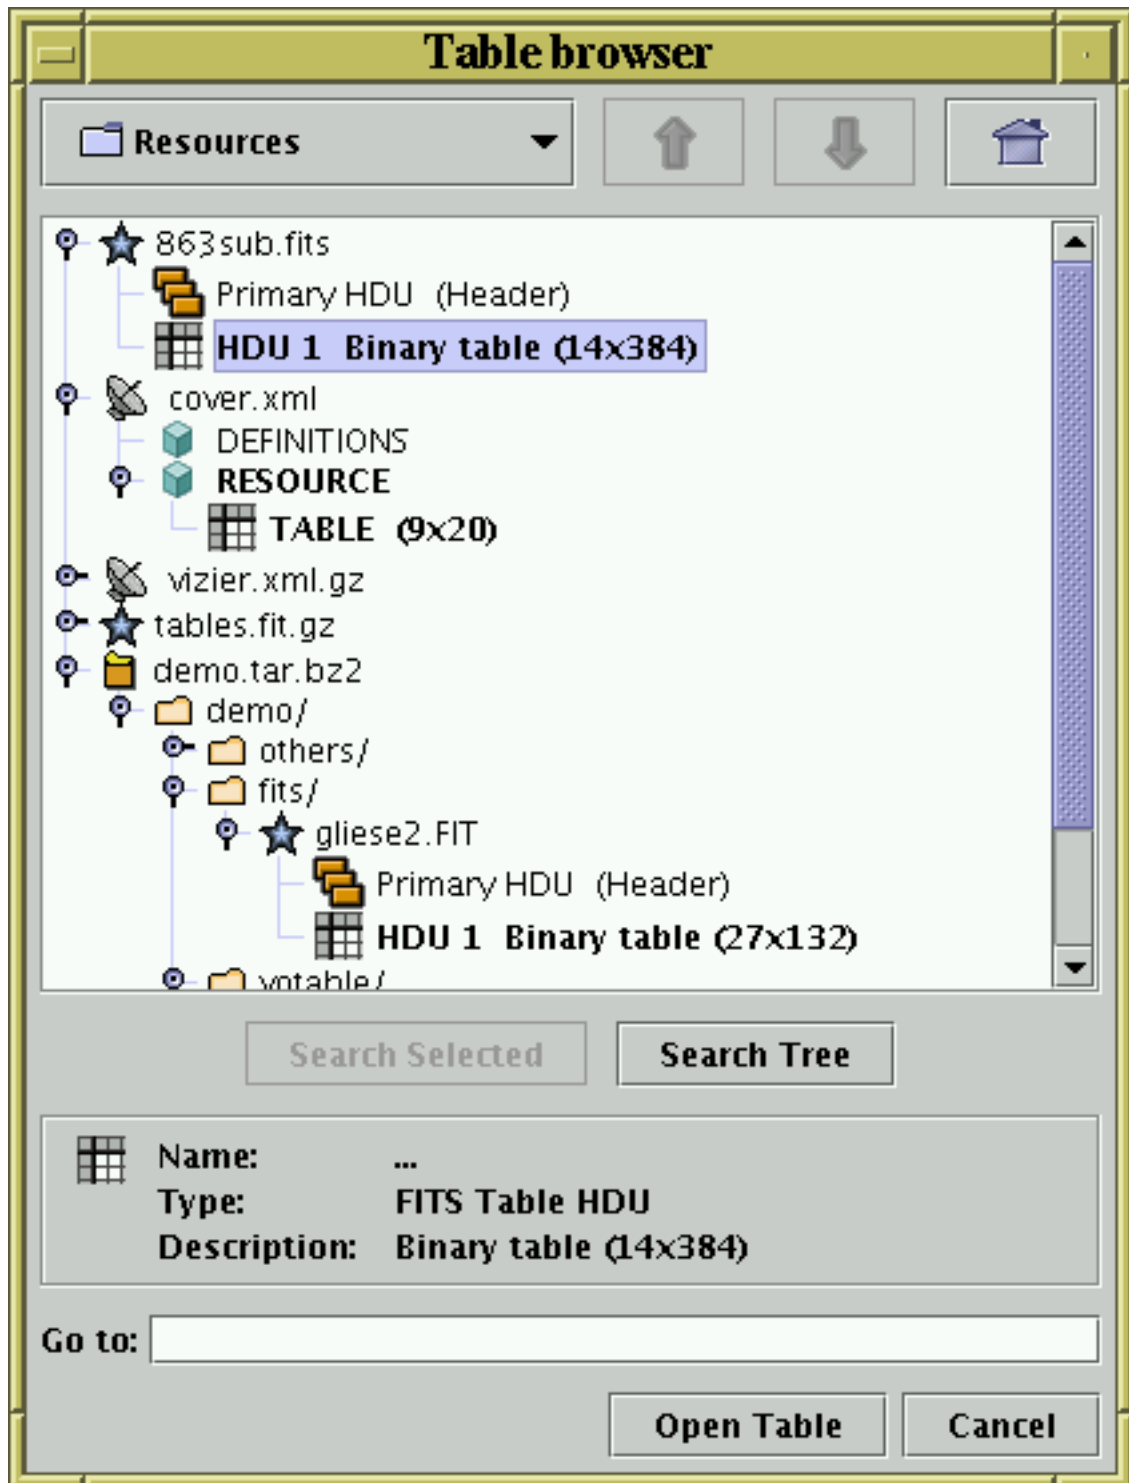 Table browser
Resources
863sub.fits
Primary HDU (Header)
HDU 1 Binary table (14x384)
cover.xml
DEFINITIONS
RESOURCE
TABLE (9x20)
vizier.xml.gz
tables.fit.gz
demo.tar.bz2
demo/
others/
fits/
gliese2.FIT
Primary HDU (Header)
HDU 1 Binary table (27x132)
votable/
Search Selected Search Tree
Name: ...
Type: FITS Table HDU
Description: Binary table (14x384)
Go to:
Open Table Cancel